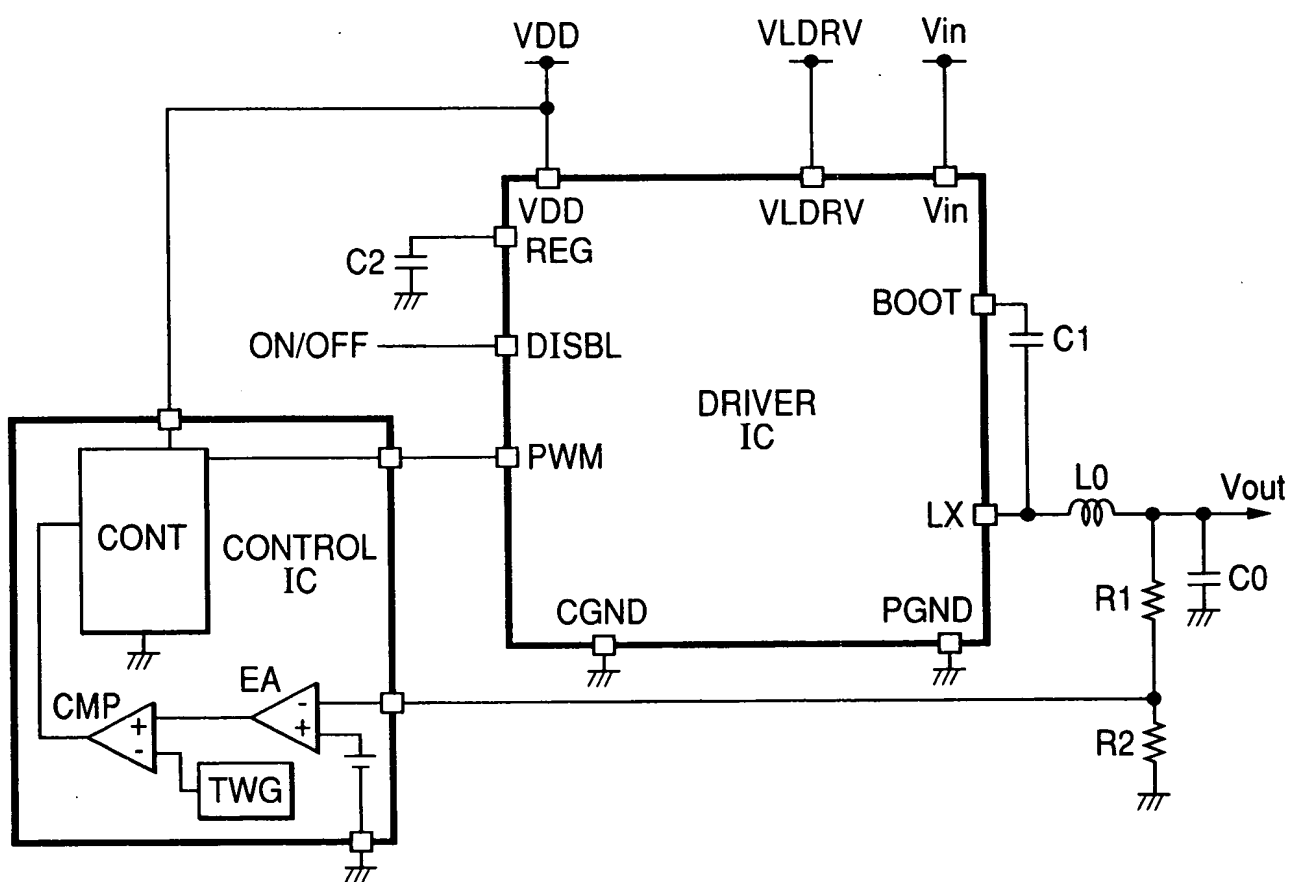 VDD
VLDRV
Vin
VDD
VLDRV
Vin
REG
C2
BOOT
C1
ON/OFF
DISBL
DRIVER
IC
PWM
LX
L0
Vout
CONT
CONTROL
IC
R1
C0
CGND
PGND
EA
CMP
-
+
+
-
TWG
R2